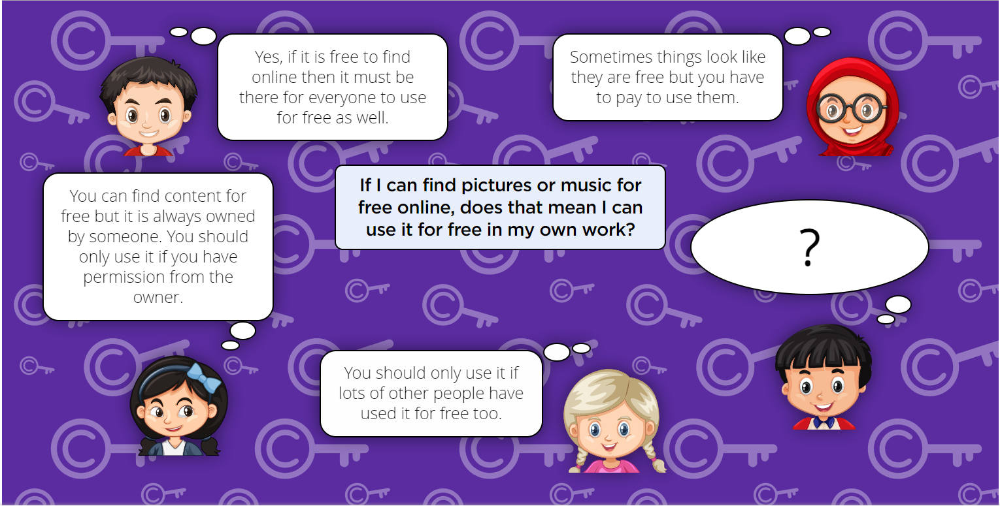 Yes, if it is free to find
online then it must be
there for everyone to use
for free as well.
Sometimes things look like
they are free but you have
to pay to use them.
If I can find pictures or music for
free online, does that mean I can
use it for free in my own work?
You can find content for
free but it is always owned
by someone. You should
only use it if you have
permission from the
owner.
?
You should only use it if
lots of other people have
used it for free too.